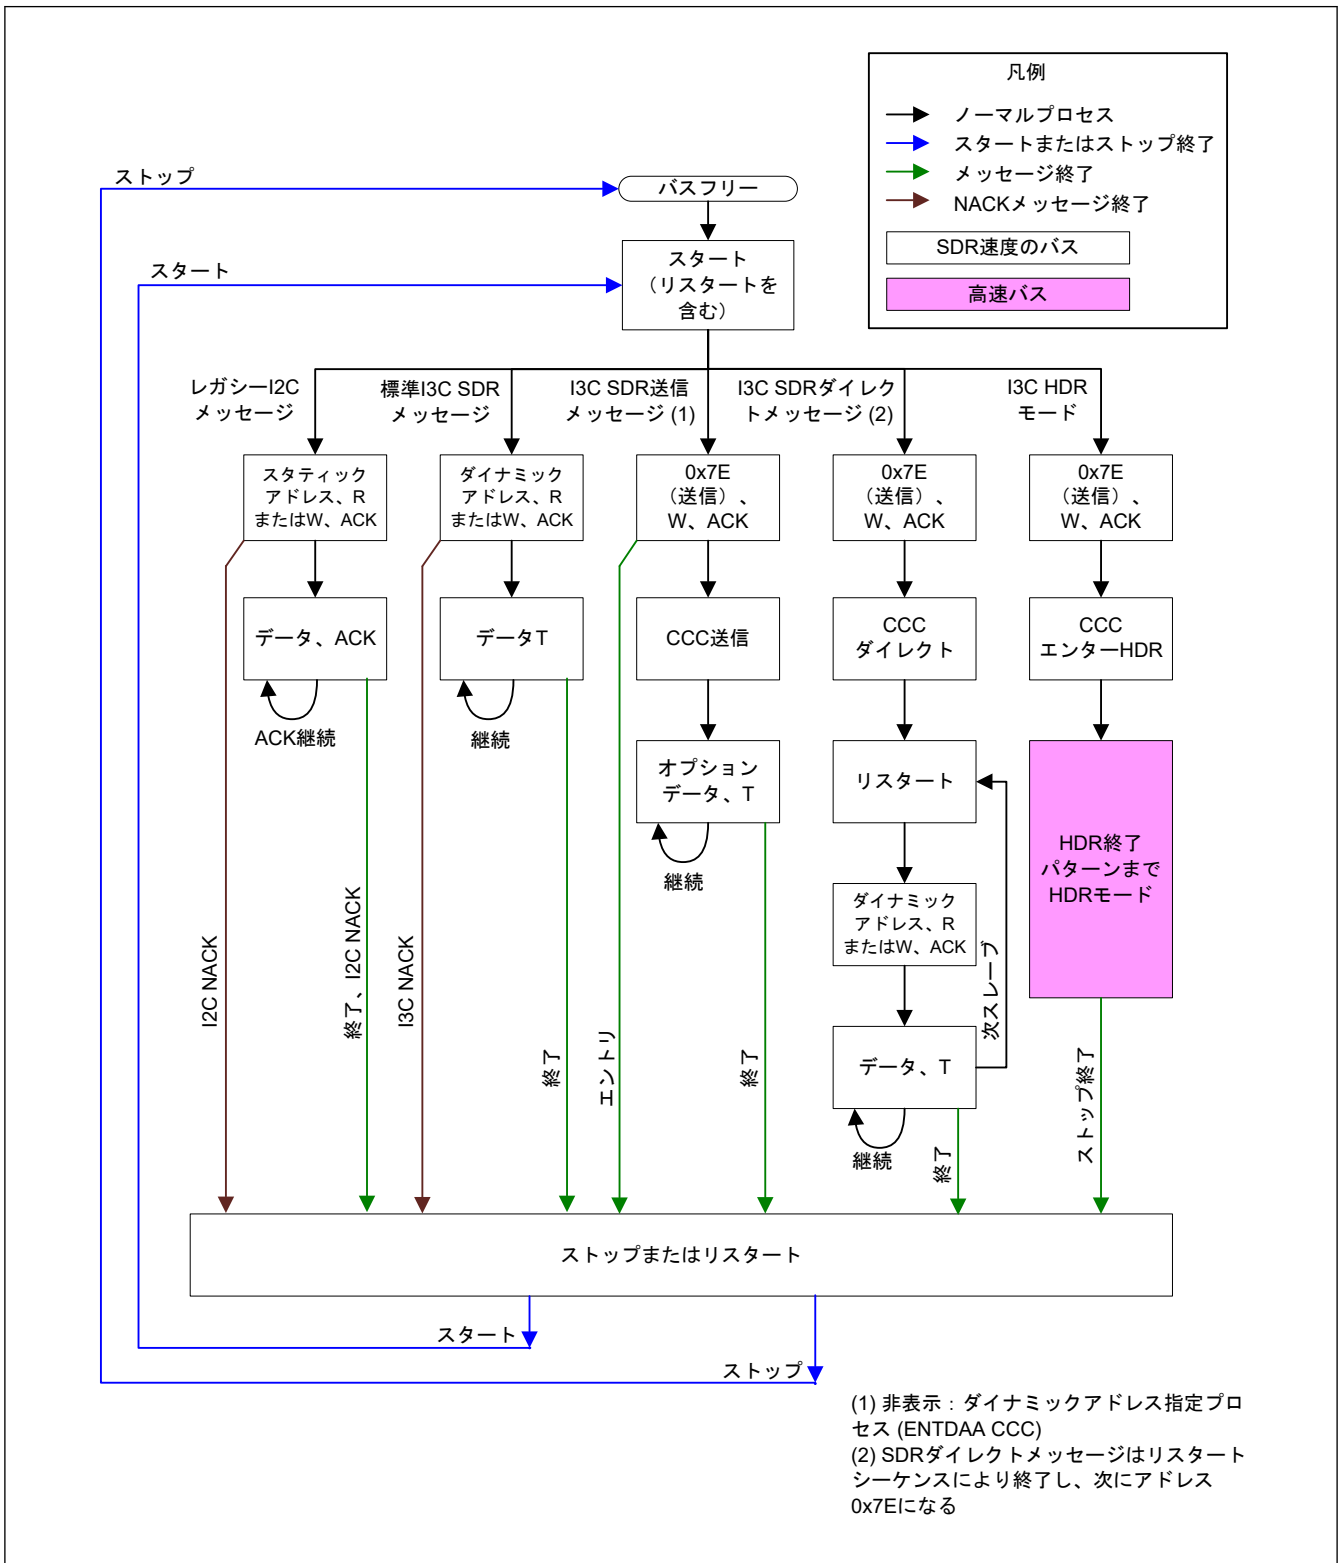 凡例
ノーマルプロセス
スタートまたはストップ終了
メッセージ終了
NACKメッセージ終了
SDR速度のバス
高速バス
ストップ
バスフリー
スタート
スタート
（リスタートを
含む）
レガシーI2C
メッセージ
標準I3C SDR
メッセージ
I3C SDR送信
メッセージ (1)
I3C SDRダイレク
トメッセージ (2)
I3C HDR
モード
スタティック
アドレス、R
またはW、ACK
ダイナミック
アドレス、R
またはW、ACK
0x7E
（送信）、
W、ACK
0x7E
（送信）、
W、ACK
0x7E
（送信）、
W、ACK
データ、ACK
データT
CCC送信
CCC
ダイレクト
CCC
エンターHDR
ACK継続
継続
オプション
データ、T
リスタート
HDR終了
パターンまで
HDRモード
継続
ダイナミック
アドレス、R
またはW、ACK
I2C NACK
終了、I2C NACK
I3C NACK
終了
エントリ
終了
データ、T
次スレーブ
継続
終了
ストップ終了
ストップまたはリスタート
スタート
ストップ
(1) 非表示：ダイナミックアドレス指定プロ
セス (ENTDAA CCC)
(2) SDRダイレクトメッセージはリスタート
シーケンスにより終了し、次にアドレス
0x7Eになる